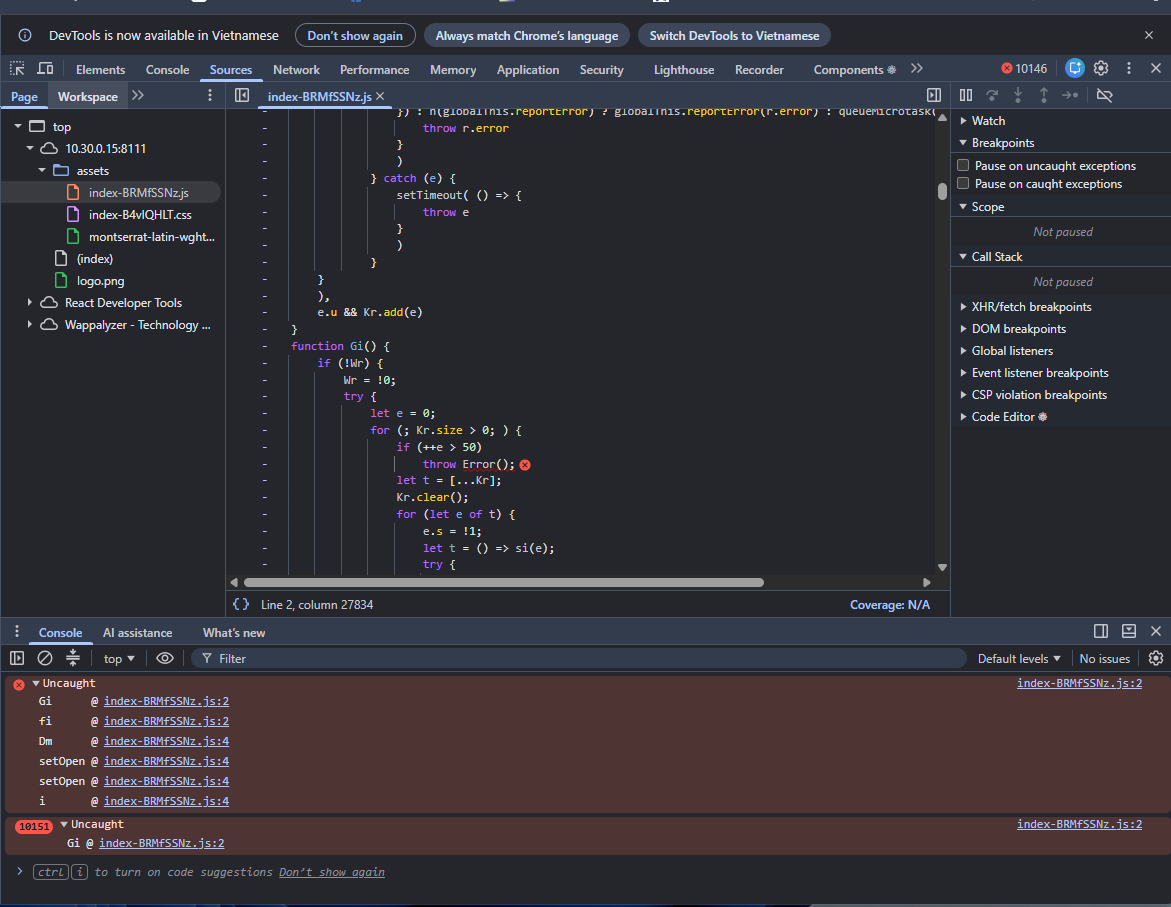 DevTools is now available in Vietnamese
Don't show again
Always match Chrome's language
Switch DevTools to Vietnamese
Elements
Console
Sources
Network
Performance
Memory
Application
Security
Lighthouse
Recorder
Components
10146
Page
Workspace
index-BRMfSSNz.js
top
10.30.0.15:8111
assets
index-BRMfSSNz.js
index-B4vlQHLT.css
montserrat-latin-wght...
(index)
logo.png
React Developer Tools
Wappalyzer - Technology ...
- }) : n(globalThis.reportError) ? globalThis.reportError(r.error) : queueMicrotask(
- throw r.error
- }
- )
- } catch (e) {
- setTimeout( () => {
- throw e
- }
- )
- }
- }
- ),
- e.u && Kr.add(e)
- }
- function Gi() {
- if (!Wr) {
- Wr = !0;
- try {
- let e = 0;
- for (; Kr.size > 0; ) {
- if (++e > 50)
- throw Error();
- let t = [...Kr];
- Kr.clear();
- for (let e of t) {
- e.s = !1;
- let t = () => si(e);
- try {
{} Line 2, column 27834
Coverage: N/A
Watch
Breakpoints
Pause on uncaught exceptions
Pause on caught exceptions
Scope
Not paused
Call Stack
Not paused
XHR/fetch breakpoints
DOM breakpoints
Global listeners
Event listener breakpoints
CSP violation breakpoints
Code Editor
Console
AI assistance
What's new
top
Filter
Default levels
No issues
Uncaught index-BRMfSSNz.js:2
Gi @ index-BRMfSSNz.js:2
fi @ index-BRMfSSNz.js:2
Dm @ index-BRMfSSNz.js:4
setOpen @ index-BRMfSSNz.js:4
setOpen @ index-BRMfSSNz.js:4
i @ index-BRMfSSNz.js:4
10151 Uncaught index-BRMfSSNz.js:2
Gi @ index-BRMfSSNz.js:2
ctrl i to turn on code suggestions Don't show again